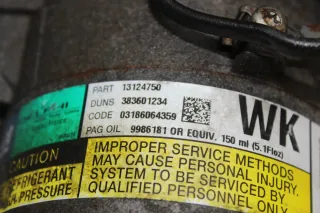 PART 13124750
DUNS 383601234
CODE 03186064359
PAG OIL 9986181 OR EQUIV. 150 ml (5.1Floz)
WK
CAUTION
REFRIGERANT
PRESSURE
IMPROPER SERVICE METHODS
MAY CAUSE PERSONAL INJURY.
SYSTEM TO BE SERVICED BY
QUALIFIED PERSONNEL ONLY.